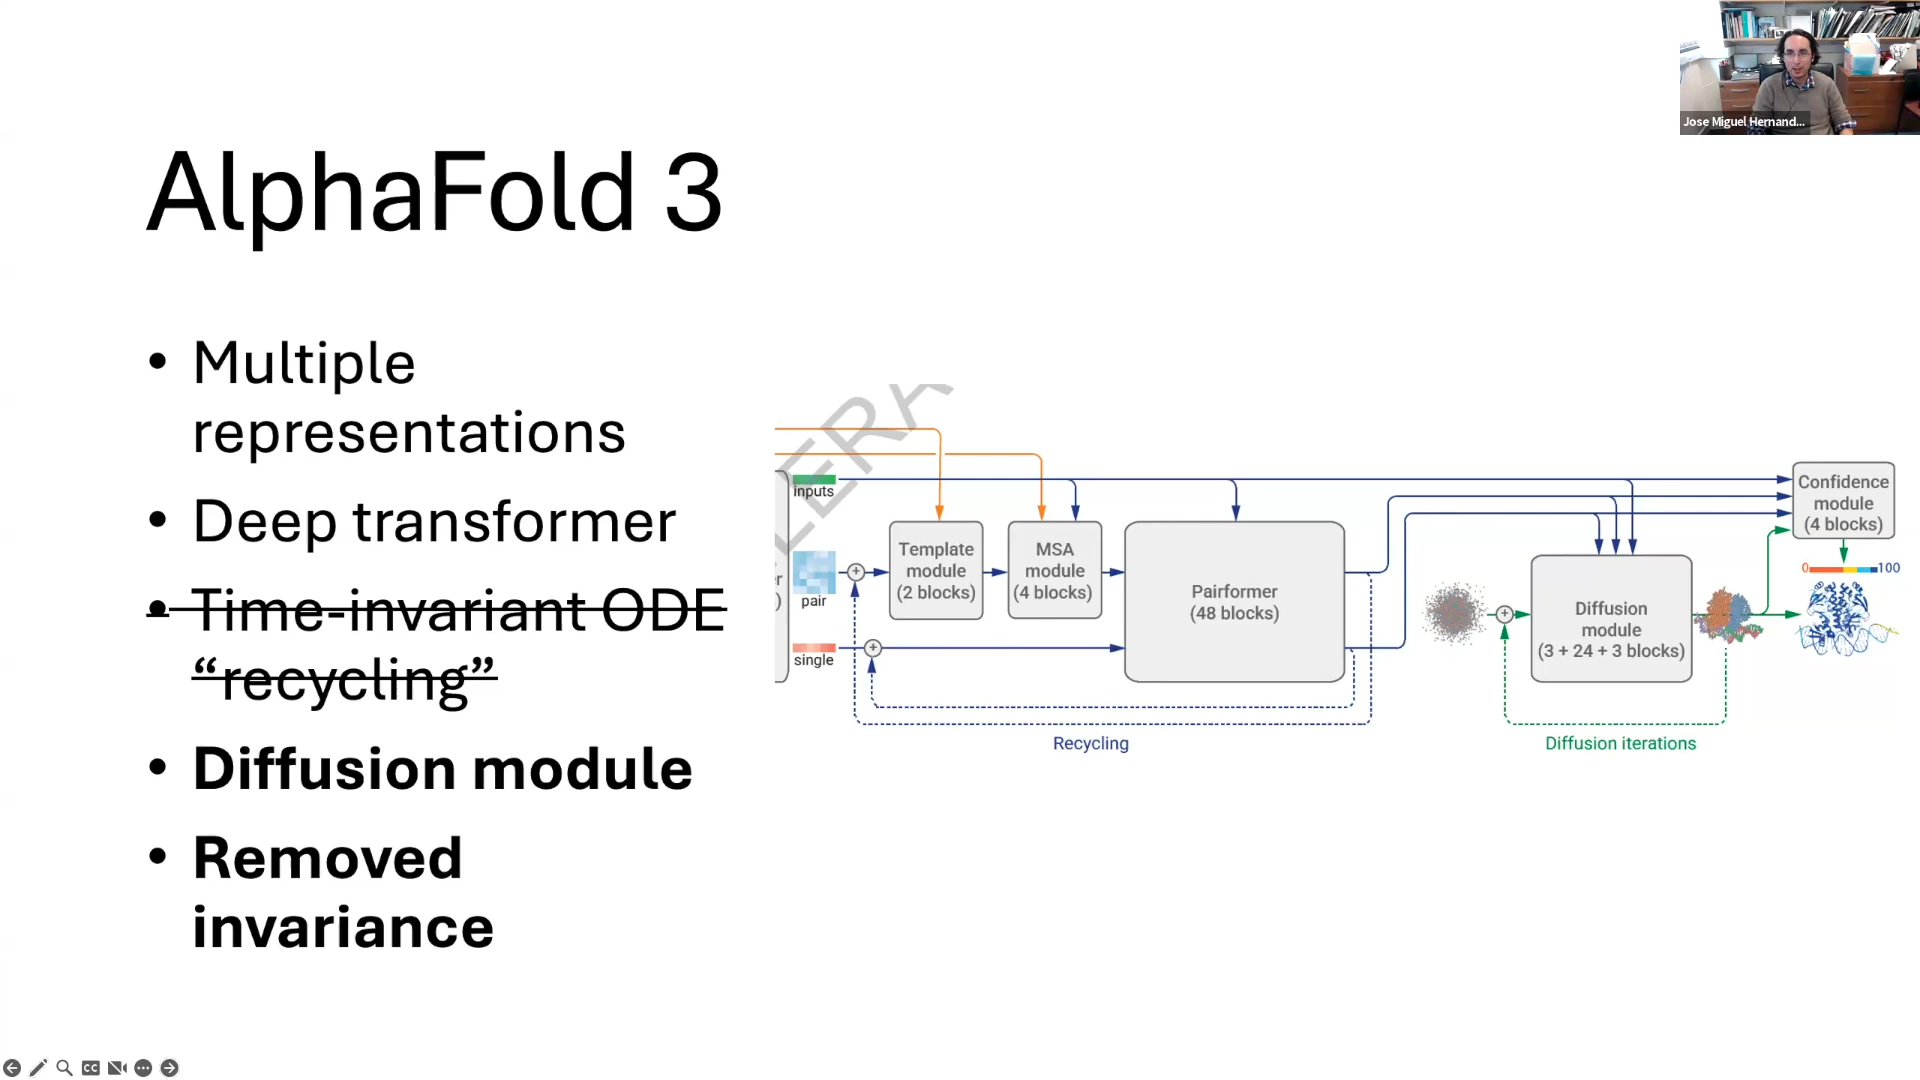 Jose Miguel Hernand...
AlphaFold 3
• Multiple
representations
• Deep transformer
• Time-invariant ODE
“recycling”
• Diffusion module
• Removed
invariance
LERA
inputs
pair
single
r
)
Template
module
(2 blocks)
MSA
module
(4 blocks)
Pairformer
(48 blocks)
Recycling
Diffusion
module
(3 + 24 + 3 blocks)
Diffusion iterations
Confidence
module
(4 blocks)
0 100
CC